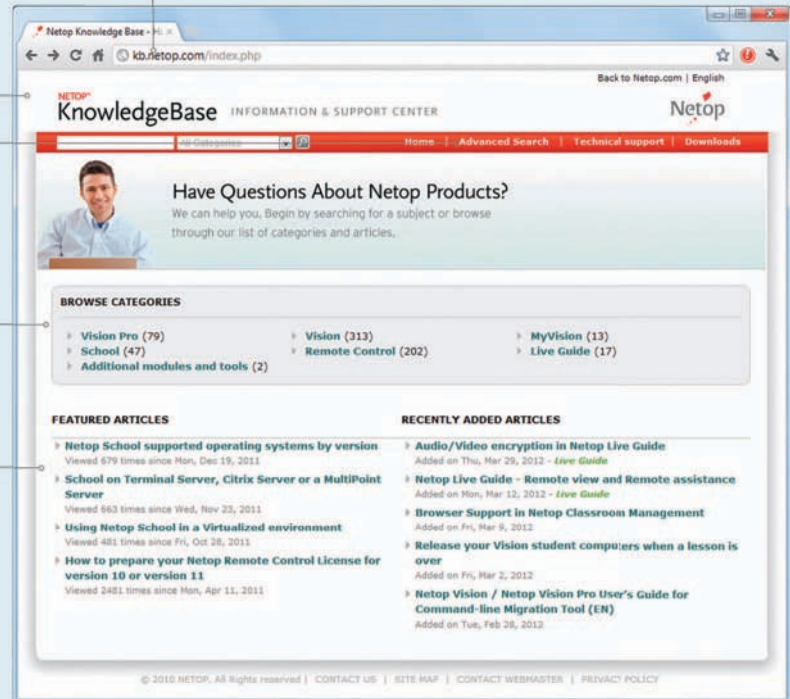 Netop Knowledge Base -
kb.netop.com/index.php
Back to Netop.com | English
NETOP
KnowledgeBase INFORMATION & SUPPORT CENTER
Netop
All Categories
Home | Advanced Search | Technical support | Downloads
Have Questions About Netop Products?
We can help you. Begin by searching for a subject or browse
through our list of categories and articles.
BROWSE CATEGORIES
Vision Pro (79) Vision (313) MyVision (13)
School (47) Remote Control (202) Live Guide (17)
Additional modules and tools (2)
FEATURED ARTICLES
Netop School supported operating systems by version
Viewed 679 times since Mon, Dec 19, 2011
School on Terminal Server, Citrix Server or a MultiPoint
Server
Viewed 663 times since Wed, Nov 23, 2011
Using Netop School in a Virtualized environment
Viewed 481 times since Fri, Oct 28, 2011
How to prepare your Netop Remote Control License for
version 10 or version 11
Viewed 2481 times since Mon, Apr 11, 2011
RECENTLY ADDED ARTICLES
Audio/Video encryption in Netop Live Guide
Added on Thu, Mar 29, 2012 - Live Guide
Netop Live Guide - Remote view and Remote assistance
Added on Mon, Mar 12, 2012 - Live Guide
Browser Support in Netop Classroom Management
Added on Fri, Mar 9, 2012
Release your Vision student computers when a lesson is
over
Added on Fri, Mar 2, 2012
Netop Vision / Netop Vision Pro User's Guide for
Command-line Migration Tool (EN)
Added on Tue, Feb 28, 2012
© 2010 NETOP. All Rights reserved | CONTACT US | SITE MAP | CONTACT WEBMASTER | PRIVACY POLICY